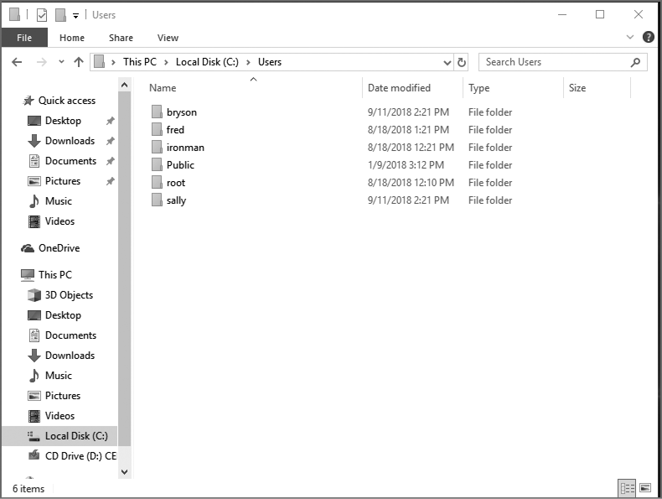 Users
File Home Share View
This PC Local Disk (C:) Users
Search Users
Name Date modified Type Size
bryson 9/11/2018 2:21 PM File folder
fred 8/18/2018 1:21 PM File folder
ironman 8/18/2018 12:21 PM File folder
Public 1/9/2018 3:12 PM File folder
root 8/18/2018 12:10 PM File folder
sally 9/11/2018 2:21 PM File folder
Quick access
Desktop
Downloads
Documents
Pictures
Music
Videos
OneDrive
This PC
3D Objects
Desktop
Documents
Downloads
Music
Pictures
Videos
Local Disk (C:)
CD Drive (D:) CE
6 items